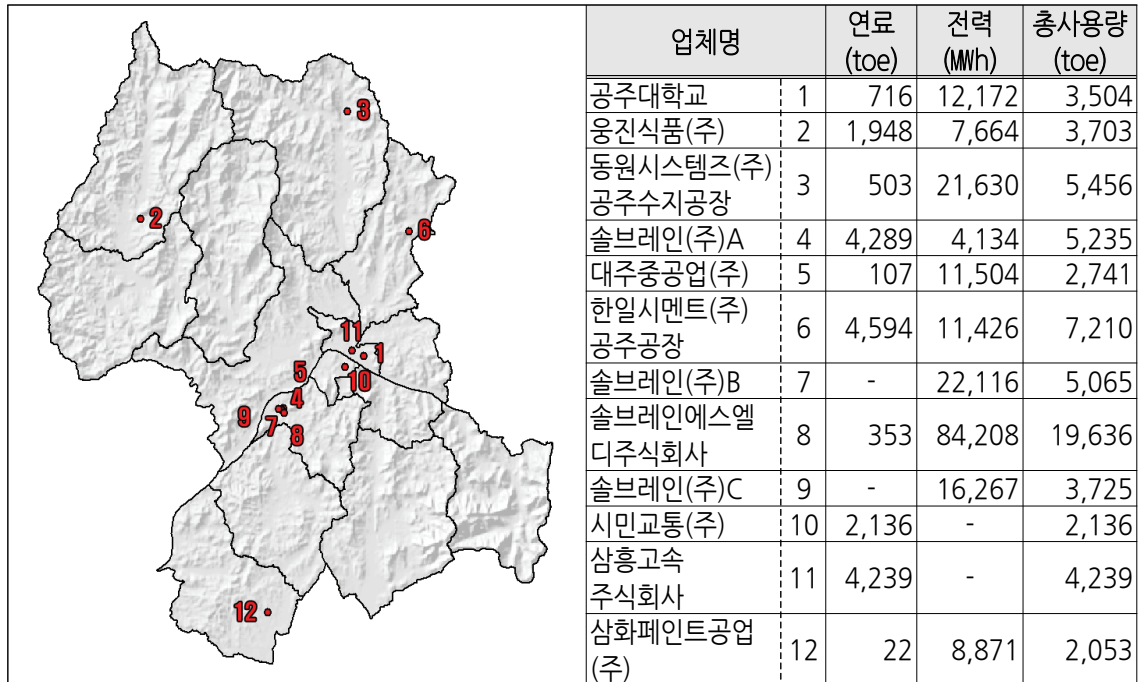 3
2
6
11
1
5
10
4
9
7
8
12
업체명 연료 (toe) 전력 (㎿h) 총사용량 (toe)
공주대학교 1 716 12,172 3,504
웅진식품(주) 2 1,948 7,664 3,703
동원시스템즈(주)
공주수지공장 3 503 21,630 5,456
솔브레인(주)A 4 4,289 4,134 5,235
대주중공업(주) 5 107 11,504 2,741
한일시멘트(주)
공주공장 6 4,594 11,426 7,210
솔브레인(주)B 7 - 22,116 5,065
솔브레인에스엘
디주식회사 8 353 84,208 19,636
솔브레인(주)C 9 - 16,267 3,725
시민교통(주) 10 2,136 - 2,136
삼흥고속
주식회사 11 4,239 - 4,239
삼화페인트공업
(주) 12 22 8,871 2,053